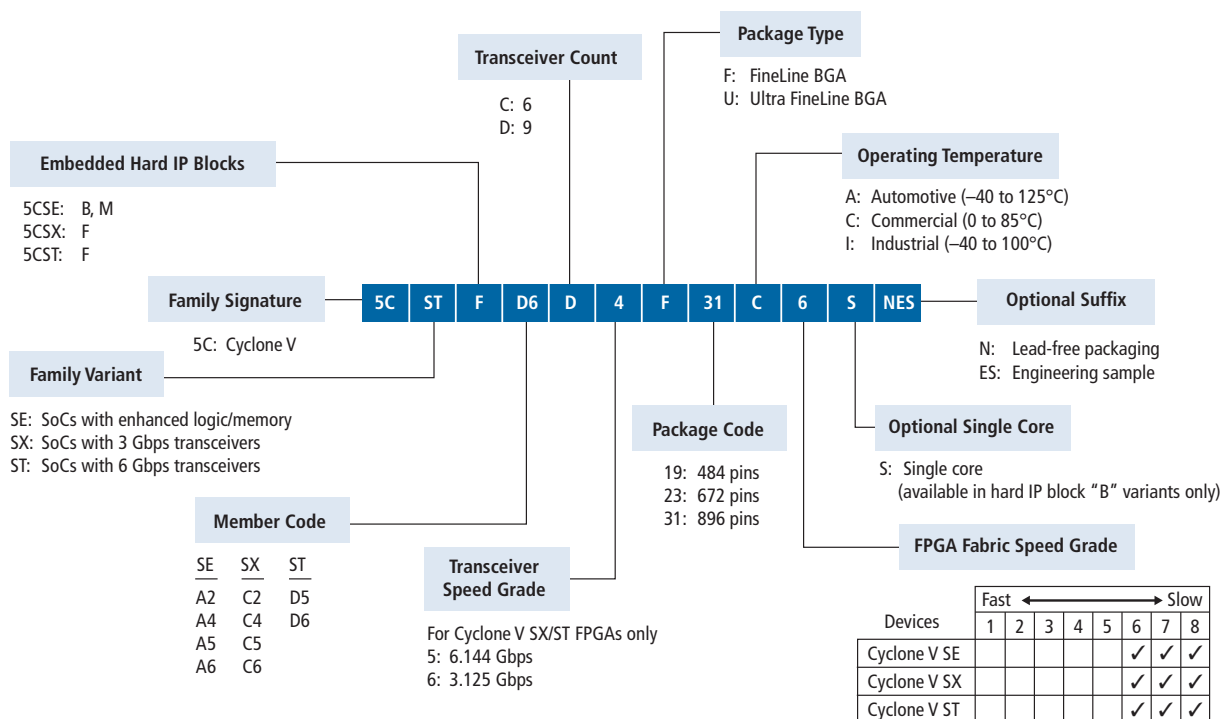 Package Type
F: FineLine BGA
U: Ultra FineLine BGA
Transceiver Count
C: 6
D: 9
Embedded Hard IP Blocks
5CSE: B, M
5CSX: F
5CST: F
Operating Temperature
A: Automotive (–40 to 125°C)
C: Commercial (0 to 85°C)
I: Industrial (–40 to 100°C)
Family Signature
5C: Cyclone V
5C ST F D6 D 4 F 31 C 6 S NES
Optional Suffix
N: Lead-free packaging
ES: Engineering sample
Family Variant
SE: SoCs with enhanced logic/memory
SX: SoCs with 3 Gbps transceivers
ST: SoCs with 6 Gbps transceivers
Package Code
19: 484 pins
23: 672 pins
31: 896 pins
Optional Single Core
S: Single core
(available in hard IP block "B" variants only)
Member Code
SE SX ST
A2 C2 D5
A4 C4 D6
A5 C5
A6 C6
Transceiver
Speed Grade
For Cyclone V SX/ST FPGAs only
5: 6.144 Gbps
6: 3.125 Gbps
FPGA Fabric Speed Grade
Fast Slow
Devices 1 2 3 4 5 6 7 8
Cyclone V SE ✓ ✓ ✓
Cyclone V SX ✓ ✓ ✓
Cyclone V ST ✓ ✓ ✓